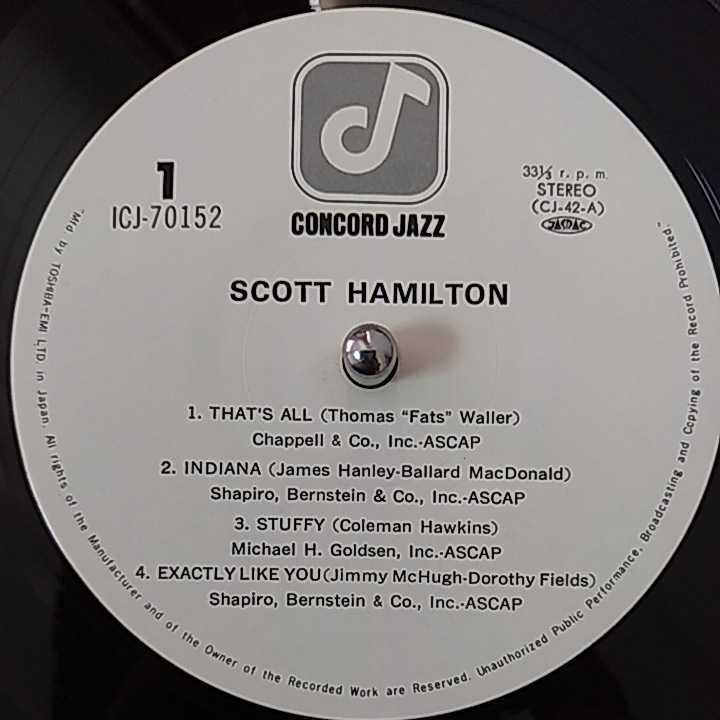 1
ICJ-70152
CONCORD JAZZ
33⅓ r. p. m.
STEREO
(CJ-42-A)
JASRAC
SCOTT HAMILTON
1. THAT'S ALL (Thomas "Fats" Waller)
Chappell & Co., Inc.-ASCAP
2. INDIANA (James Hanley-Ballard MacDonald)
Shapiro, Bernstein & Co., Inc.-ASCAP
3. STUFFY (Coleman Hawkins)
Michael H. Goldsen, Inc.-ASCAP
4. EXACTLY LIKE YOU(Jimmy McHugh-Dorothy Fields)
Shapiro, Bernstein & Co., Inc.-ASCAP
"Mfd by TOSHIBA-EMI LTD. in Japan. All rights of the Manufacturer and of the Owner of the Recorded Work are Reserved. Unauthorized Public Performance, Broadcasting and Copying of the Record Prohibited."